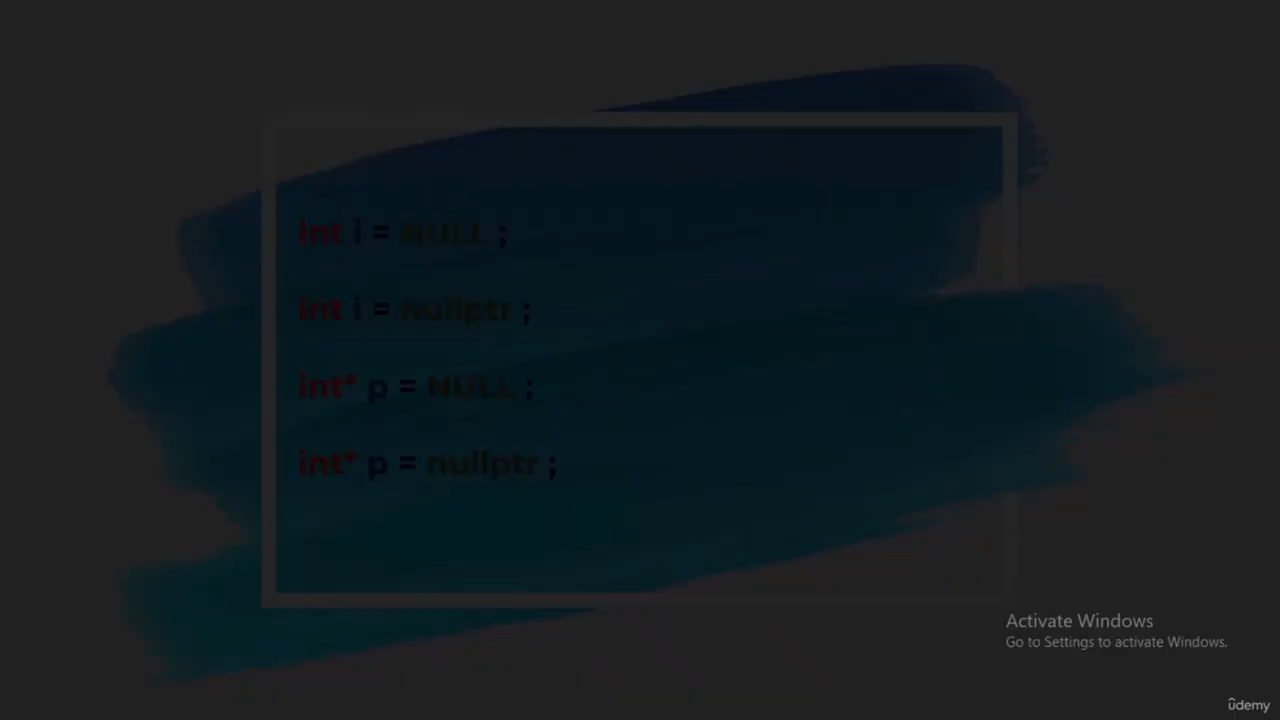 int i = NULL ;
int i = nullptr ;
int* p = NULL ;
int* p = nullptr ;
Activate Windows
Go to Settings to activate Windows.
ûdemy